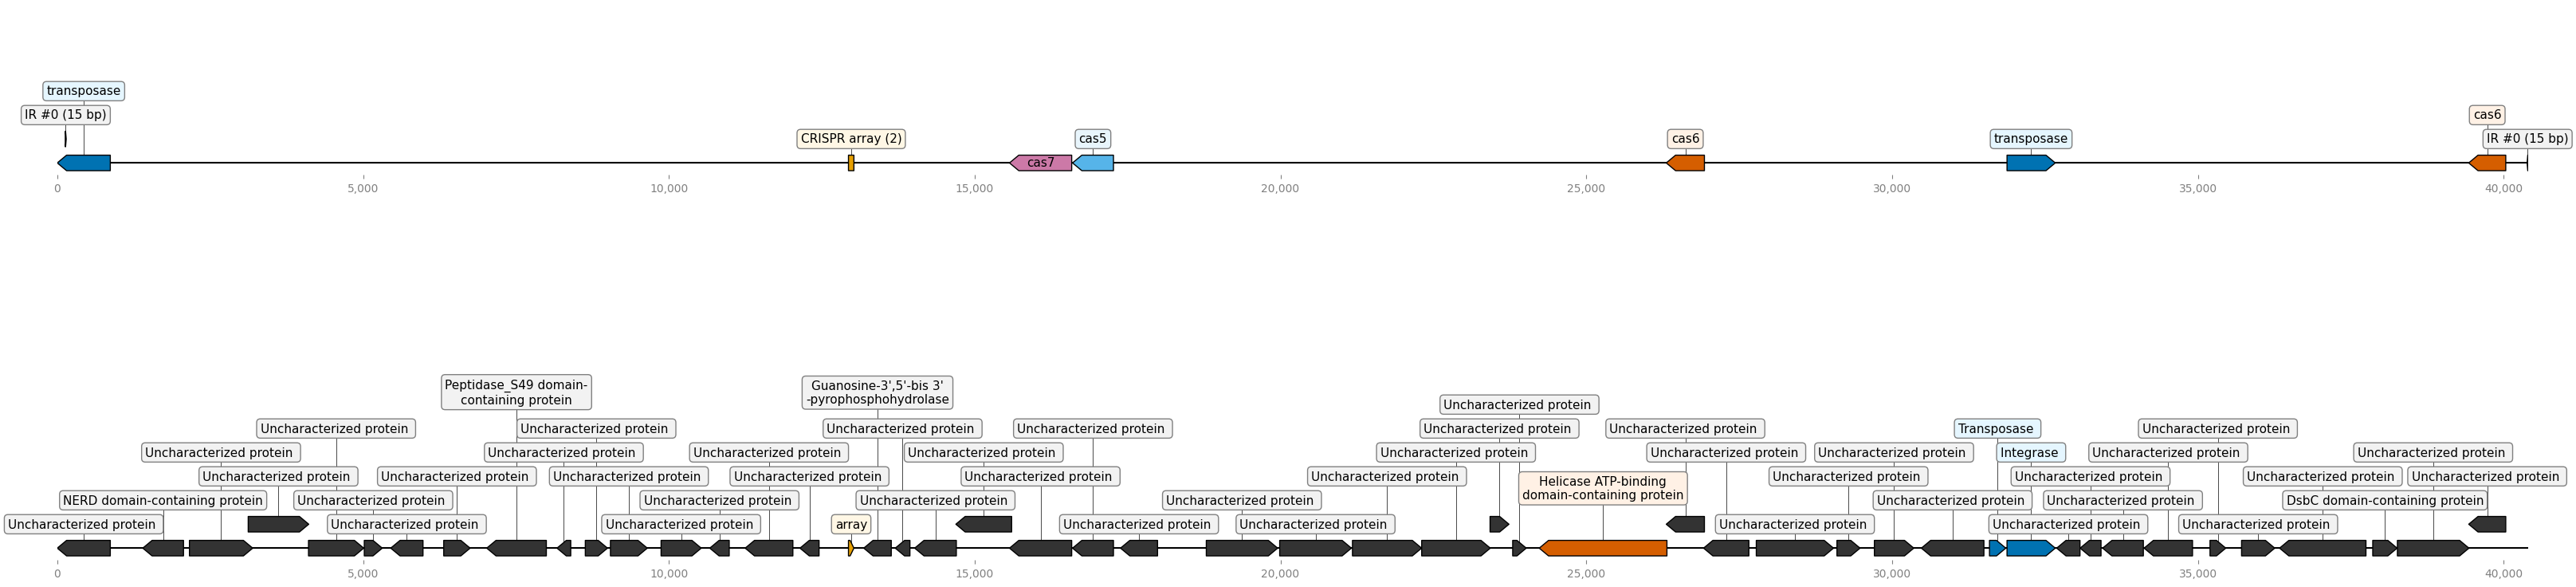 transposase
IR #0 (15 bp)
CRISPR array (2)
cas7
cas5
cas6
transposase
cas6
IR #0 (15 bp)
0
5,000
10,000
15,000
20,000
25,000
30,000
35,000
40,000
Peptidase_S49 domain-
containing protein
Guanosine-3',5'-bis 3'
-pyrophosphohydrolase
Uncharacterized protein
Uncharacterized protein
Uncharacterized protein
Uncharacterized protein
Uncharacterized protein
Uncharacterized protein
Uncharacterized protein
Transposase
Uncharacterized protein
Uncharacterized protein
Uncharacterized protein
Uncharacterized protein
Uncharacterized protein
Uncharacterized protein
Uncharacterized protein
Uncharacterized protein
Integrase
Uncharacterized protein
Uncharacterized protein
Uncharacterized protein
Uncharacterized protein
Uncharacterized protein
Uncharacterized protein
Uncharacterized protein
Uncharacterized protein
Helicase ATP-binding
domain-containing protein
Uncharacterized protein
Uncharacterized protein
Uncharacterized protein
Uncharacterized protein
NERD domain-containing protein
Uncharacterized protein
Uncharacterized protein
Uncharacterized protein
Uncharacterized protein
Uncharacterized protein
Uncharacterized protein
DsbC domain-containing protein
Uncharacterized protein
Uncharacterized protein
Uncharacterized protein
array
Uncharacterized protein
Uncharacterized protein
Uncharacterized protein
Uncharacterized protein
Uncharacterized protein
0
5,000
10,000
15,000
20,000
25,000
30,000
35,000
40,000